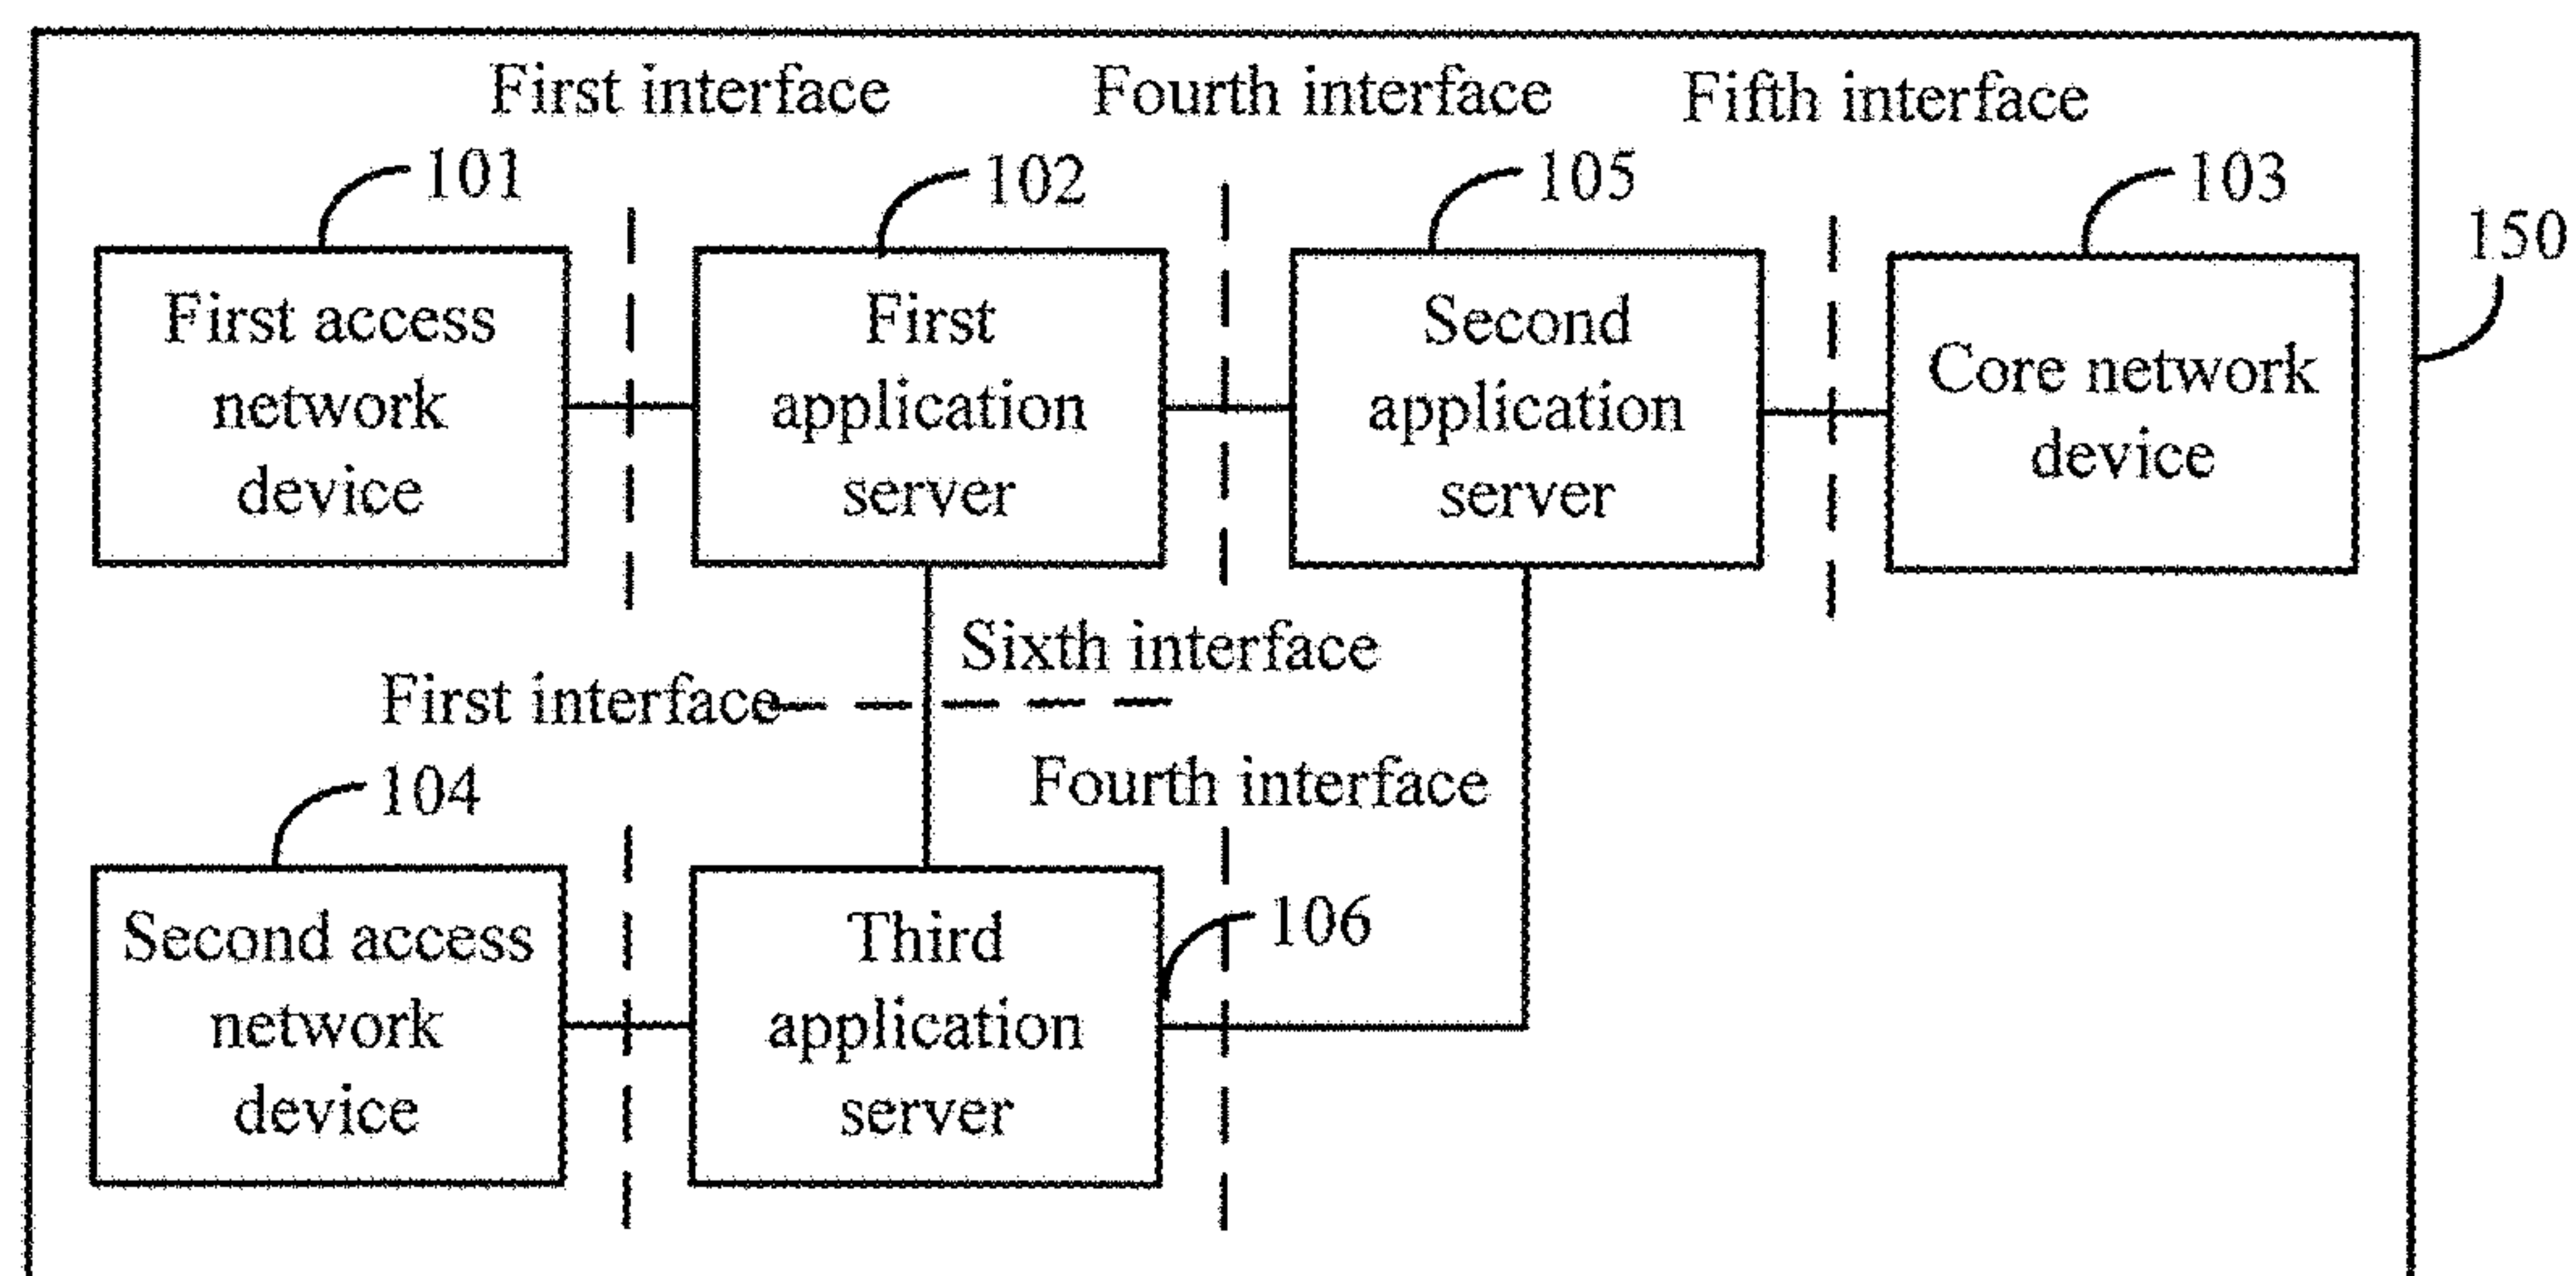 First interface
Fourth interface
Fifth interface
101
102
105
103
150
First access
network
device
First
application
server
Second
application
server
Core network
device
Sixth interface
First interface
Fourth interface
104
106
Second access
network
device
Third
application
server